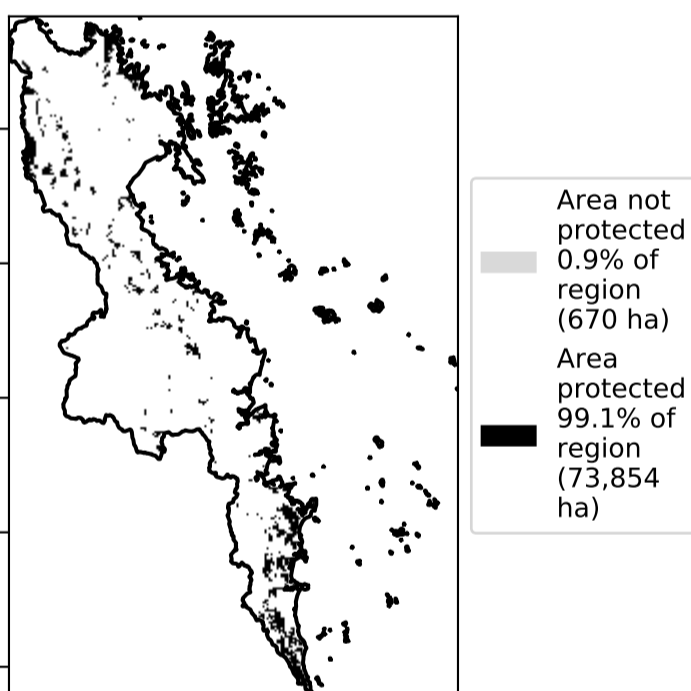 Area not
protected
0.9% of
region
(670 ha)
Area
protected
99.1% of
region
(73,854
ha)